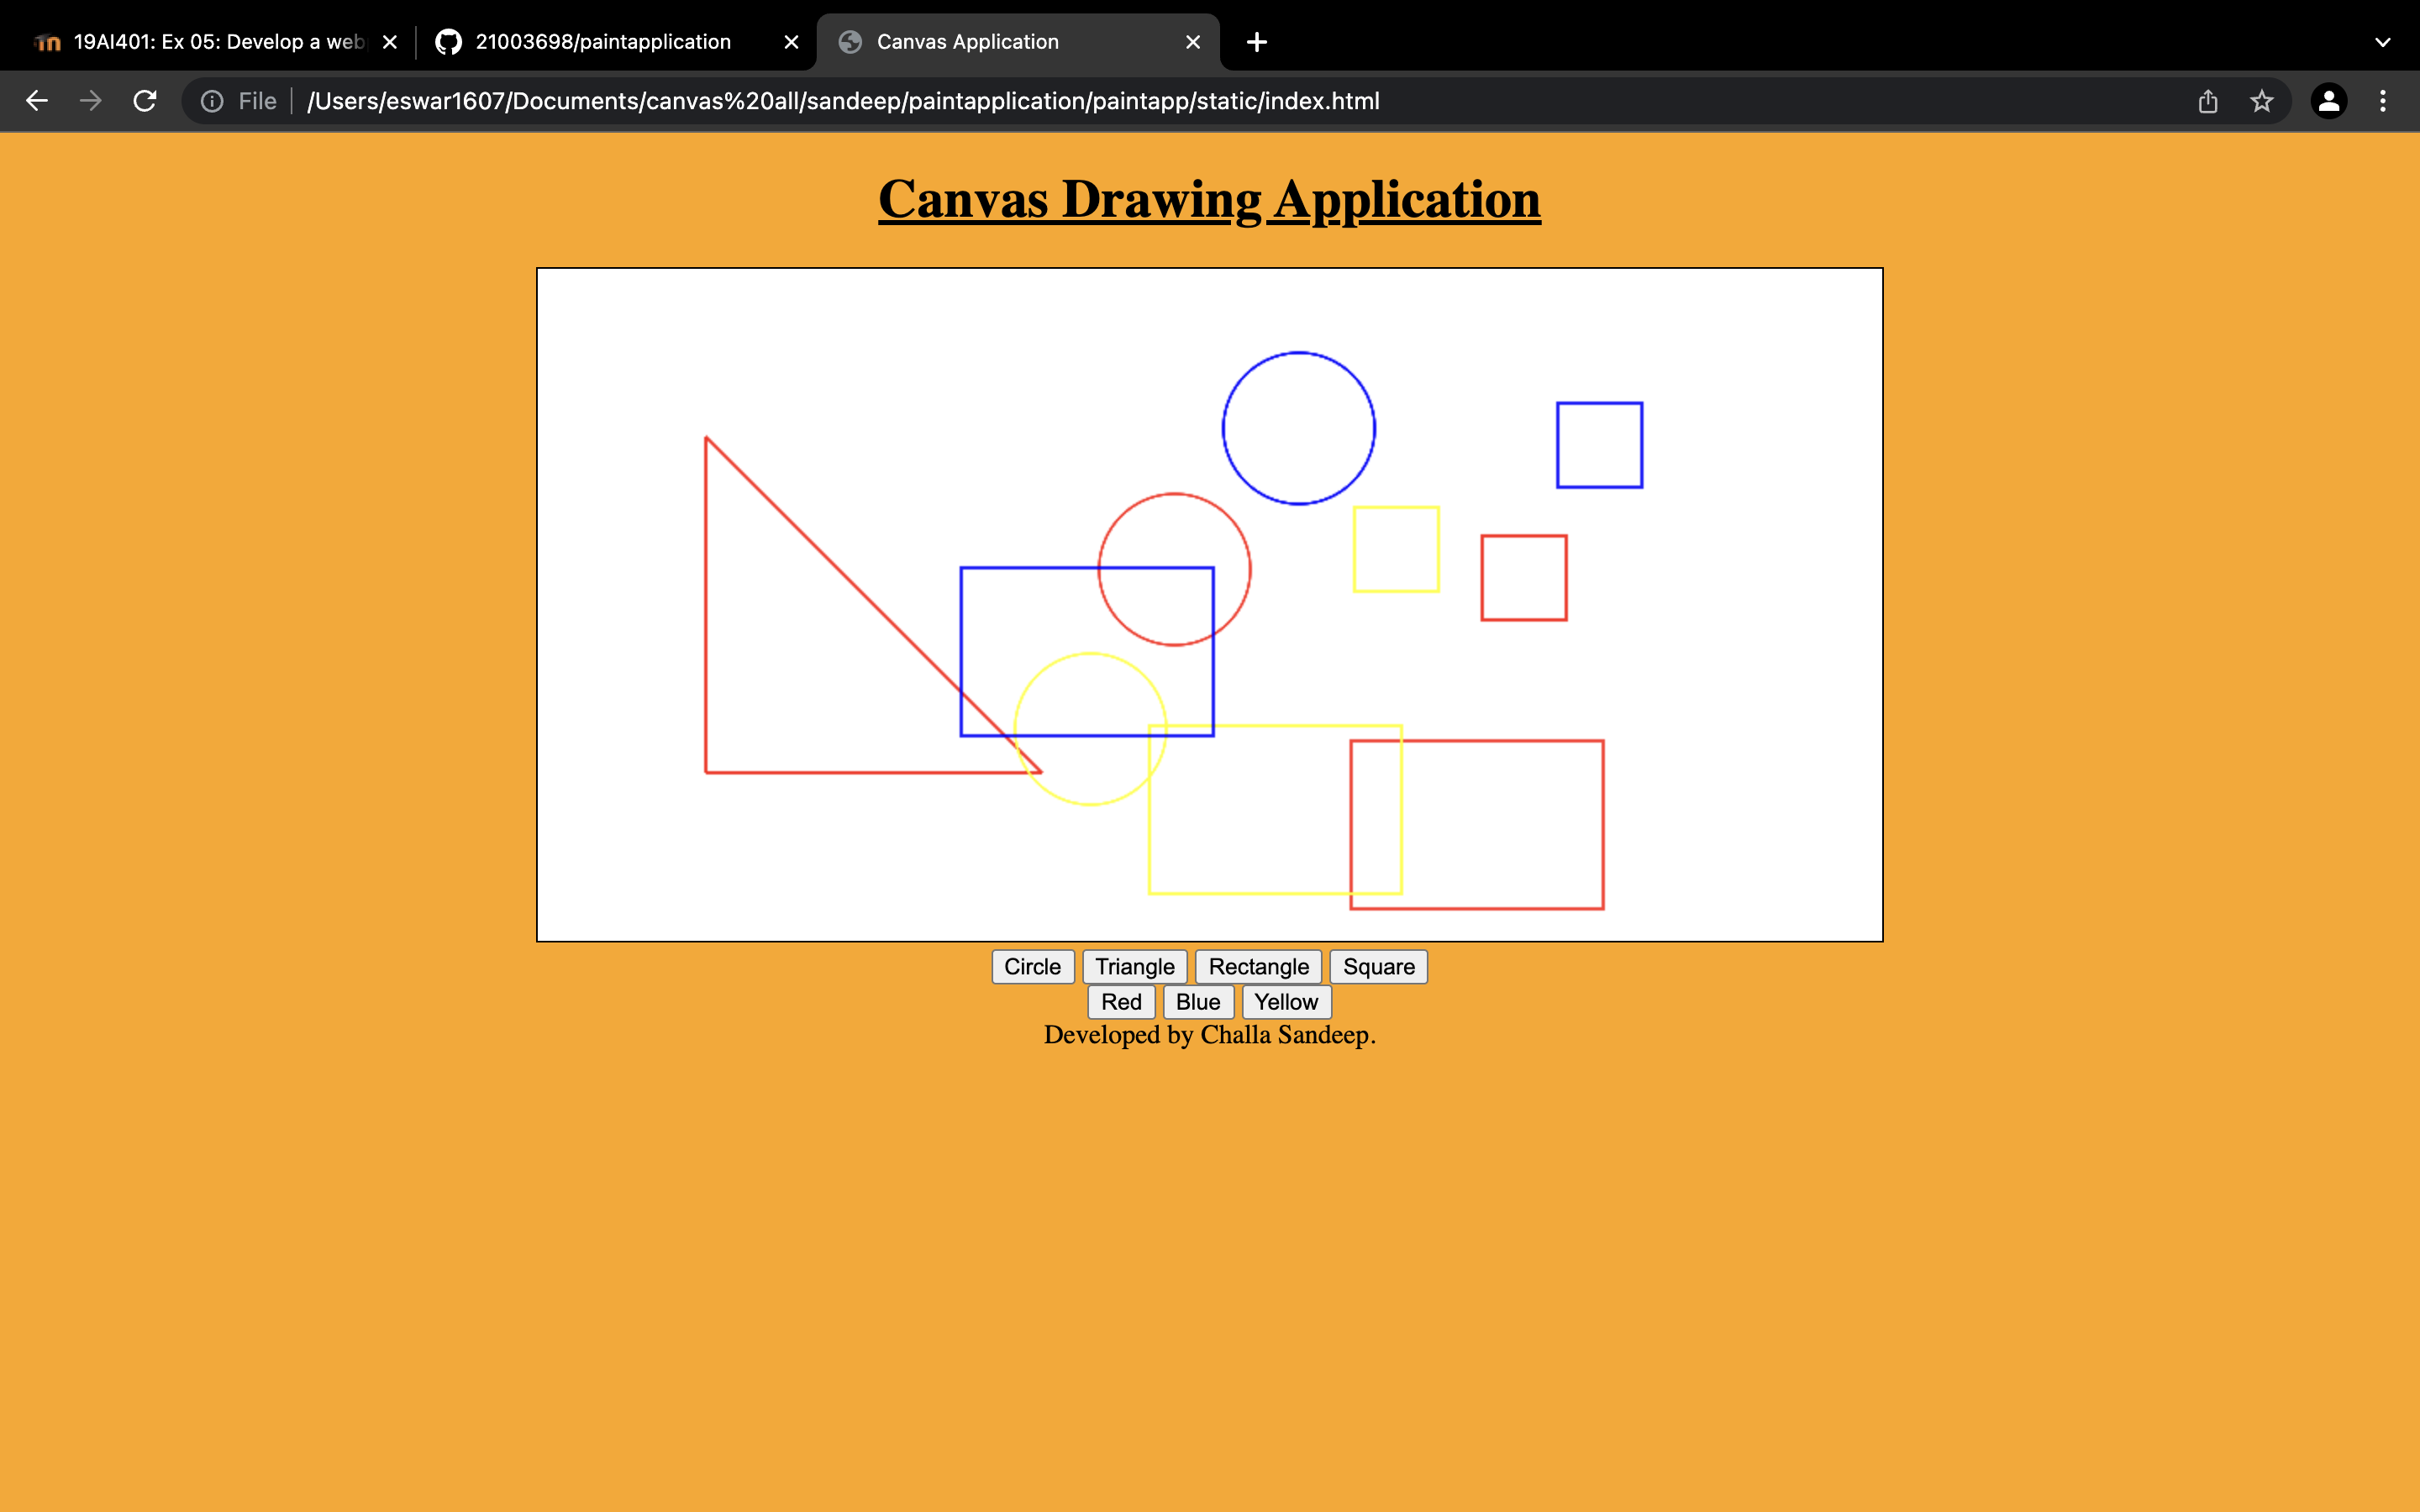 19AI401: Ex 05: Develop a web
21003698/paintapplication
Canvas Application
File
/Users/eswar1607/Documents/canvas%20all/sandeep/paintapplication/paintapp/static/index.html
Canvas Drawing Application
Circle Triangle Rectangle Square
Red Blue Yellow
Developed by Challa Sandeep.